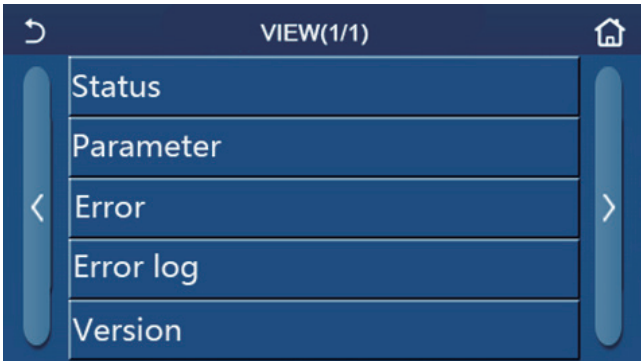 VIEW(1/1)
Status
Parameter
Error
Error log
Version